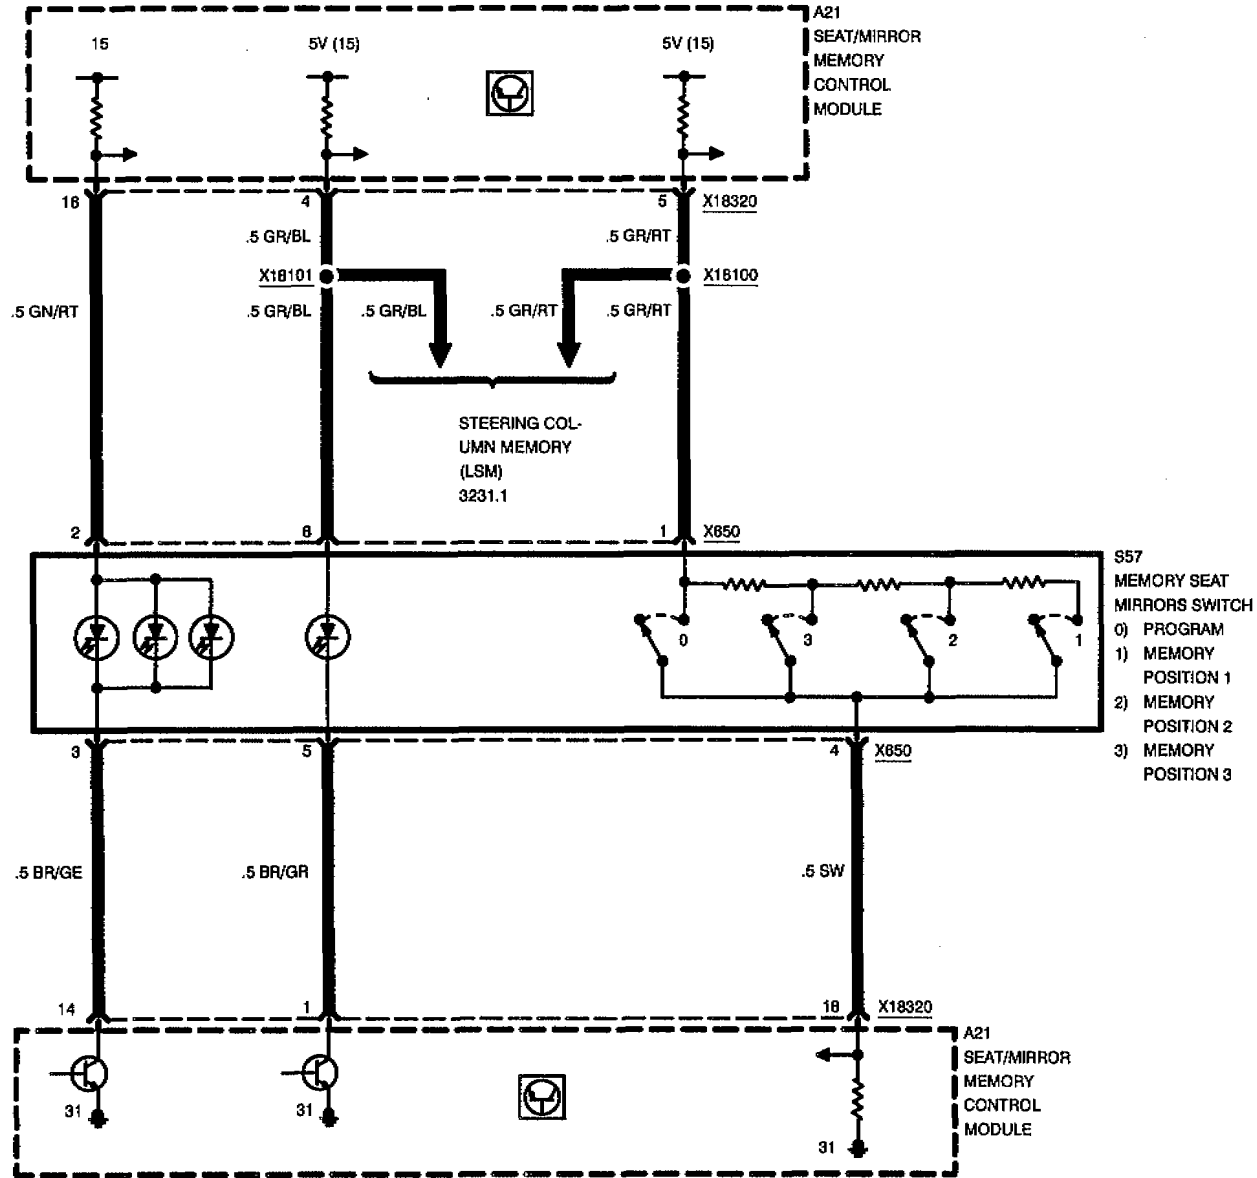 A21
SEAT/MIRROR
MEMORY
CONTROL
MODULE
15 5V (15) 5V (15)
16 4 5 X18320
.5 GR/BL .5 GR/RT
X18101 X18100
.5 GN/RT .5 GR/BL .5 GR/BL .5 GR/RT .5 GR/RT
STEERING COL-
UMN MEMORY
(LSM)
3231.1
2 6 1 X650
S57
MEMORY SEAT
MIRRORS SWITCH
0) PROGRAM
1) MEMORY
POSITION 1
2) MEMORY
POSITION 2
3) MEMORY
POSITION 3
0 3 2 1
3 5 4 X650
.5 BR/GE .5 BR/GR .5 SW
14 1 18 X18320
A21
SEAT/MIRROR
MEMORY
CONTROL
MODULE
31 31 31